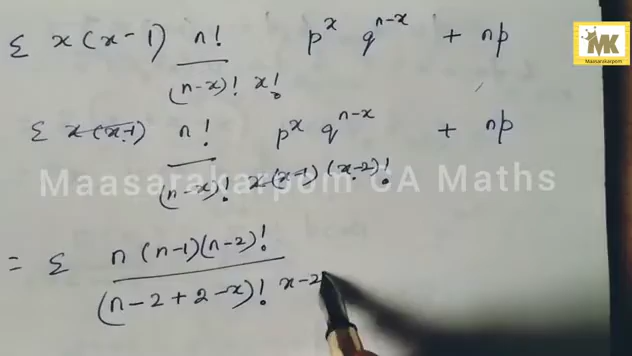 Σ x(x-1) n!/(n-x)! x! p^x q^(n-x) + np
MK
Maasarakarpom
Σ x(x-1) n!/(n-x)! x(x-1)(x-2)! p^x q^(n-x) + np
Maasarakarpom CA Maths
= Σ n(n-1)(n-2)!/(n-2+2-x)! x-2